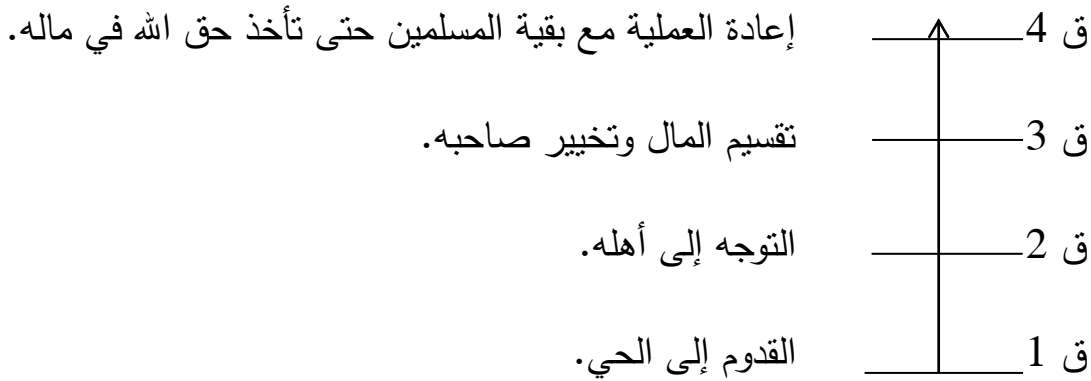 ق 4 إعادة العملية مع بقية المسلمين حتى تأخذ حق الله في ماله.
ق 3 تقسيم المال وتخيير صاحبه.
ق 2 التوجه إلى أهله.
ق 1 القدوم إلى الحي.